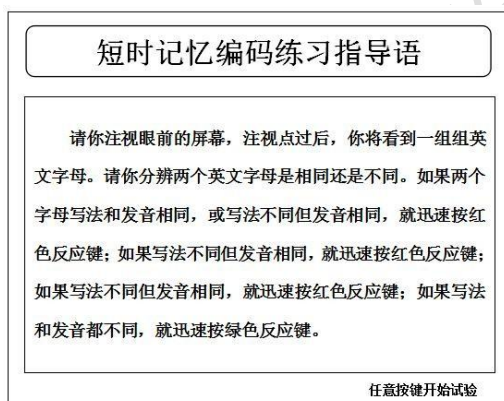 短时记忆编码练习指导语
请你注视眼前的屏幕，注视点过后，你将看到一组组英
文字母。请你分辨两个英文字母是相同还是不同。如果两个
字母写法和发音相同，或写法不同但发音相同，就迅速按红
色反应键；如果写法不同但发音相同，就迅速按红色反应键；
如果写法不同但发音相同，就迅速按红色反应键；如果写法
和发音都不同，就迅速按绿色反应键。
任意按键开始试验